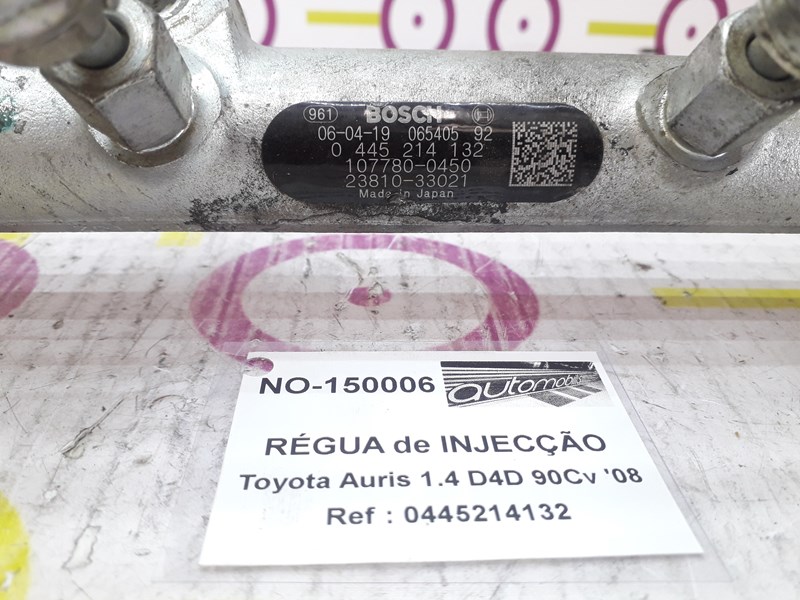 961 BOSCH
06-04-19 065405 92
0 445 214 132
107780-0450
23810-33021
Made in Japan
NO-150006 automobis
RÉGUA de INJECÇÃO
Toyota Auris 1.4 D4D 90Cv '08
Ref : 0445214132